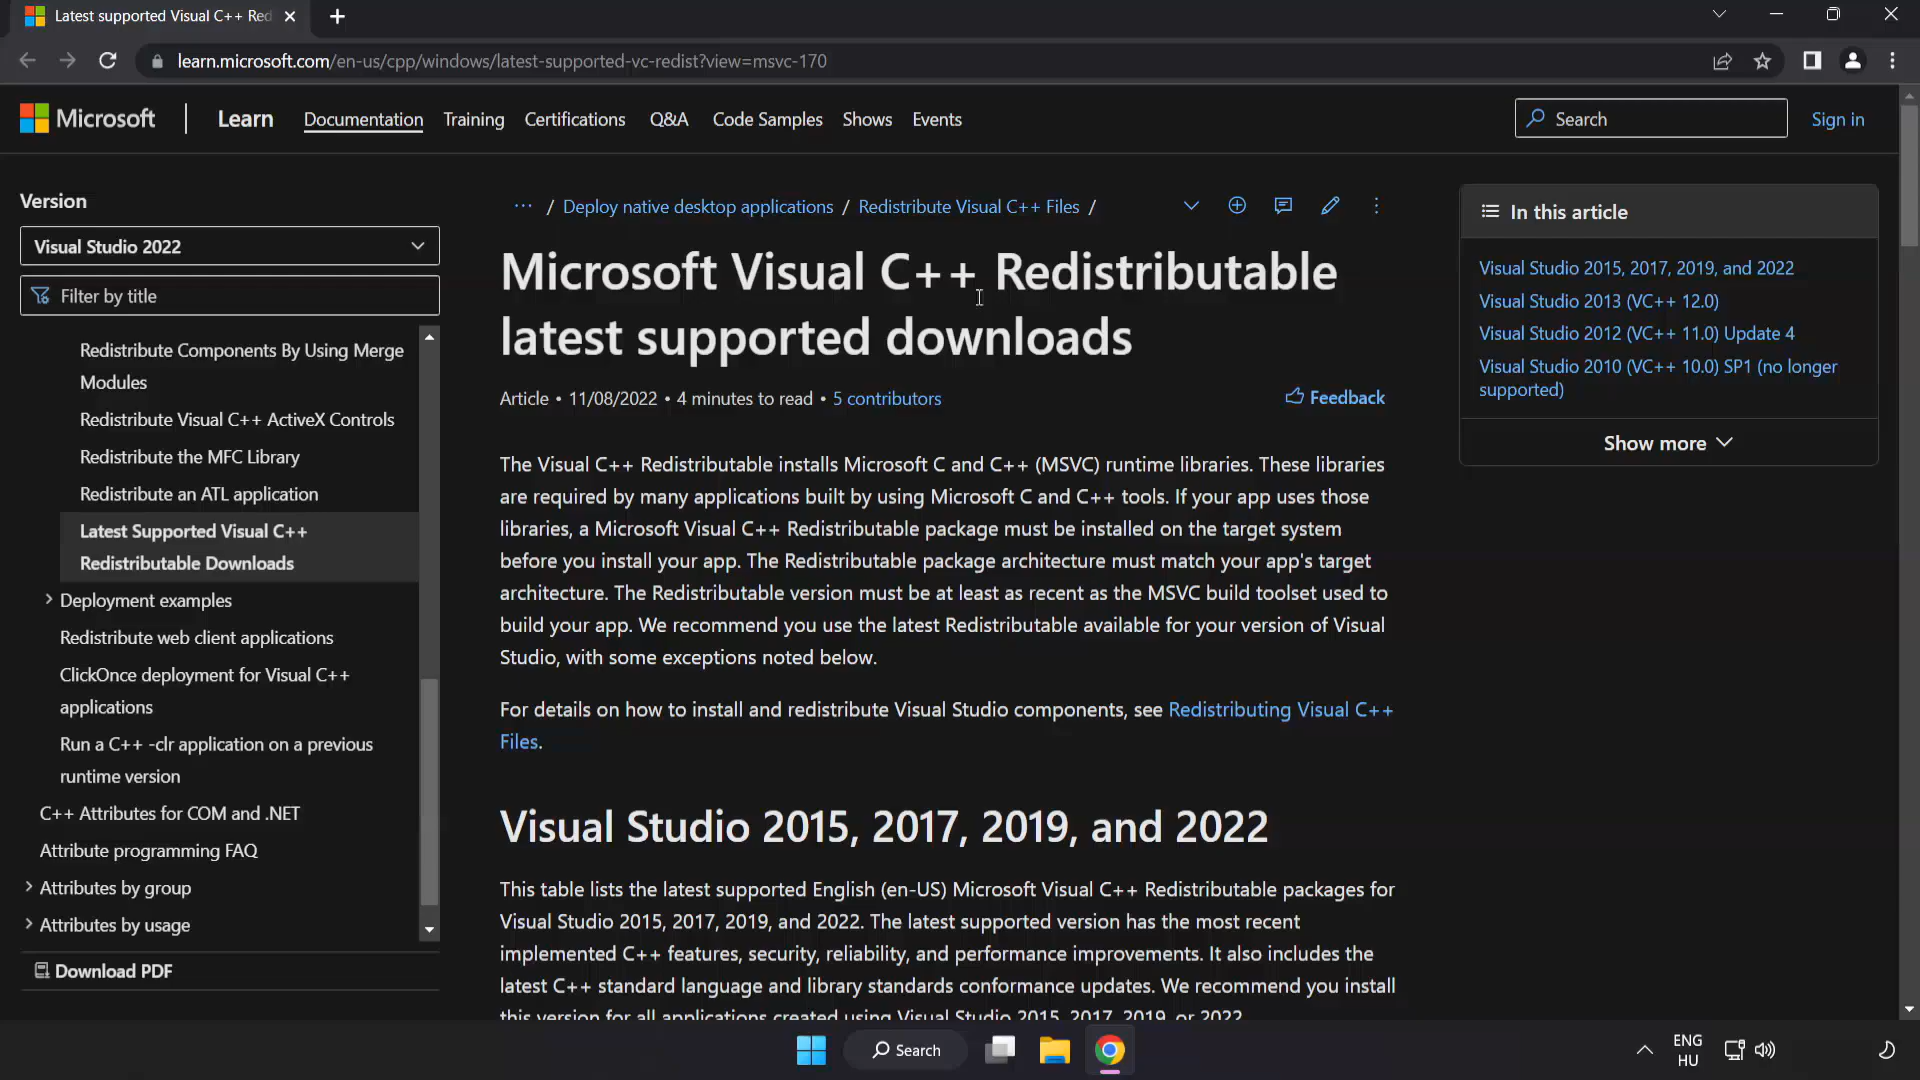 Latest supported Visual C++ Red
learn.microsoft.com/en-us/cpp/windows/latest-supported-vc-redist?view=msvc-170
Microsoft
Learn
Documentation
Training
Certifications
Q&A
Code Samples
Shows
Events
Search
Sign in
Version
Visual Studio 2022
Filter by title
Redistribute Components By Using Merge
Modules
Redistribute Visual C++ ActiveX Controls
Redistribute the MFC Library
Redistribute an ATL application
Latest Supported Visual C++
Redistributable Downloads
Deployment examples
Redistribute web client applications
ClickOnce deployment for Visual C++
applications
Run a C++ -clr application on a previous
runtime version
C++ Attributes for COM and .NET
Attribute programming FAQ
Attributes by group
Attributes by usage
Download PDF
··· / Deploy native desktop applications / Redistribute Visual C++ Files /
Microsoft Visual C++ Redistributable
latest supported downloads
Article • 11/08/2022 • 4 minutes to read • 5 contributors
Feedback
The Visual C++ Redistributable installs Microsoft C and C++ (MSVC) runtime libraries. These libraries
are required by many applications built by using Microsoft C and C++ tools. If your app uses those
libraries, a Microsoft Visual C++ Redistributable package must be installed on the target system
before you install your app. The Redistributable package architecture must match your app's target
architecture. The Redistributable version must be at least as recent as the MSVC build toolset used to
build your app. We recommend you use the latest Redistributable available for your version of Visual
Studio, with some exceptions noted below.
For details on how to install and redistribute Visual Studio components, see Redistributing Visual C++
Files.
Visual Studio 2015, 2017, 2019, and 2022
This table lists the latest supported English (en-US) Microsoft Visual C++ Redistributable packages for
Visual Studio 2015, 2017, 2019, and 2022. The latest supported version has the most recent
implemented C++ features, security, reliability, and performance improvements. It also includes the
latest C++ standard language and library standards conformance updates. We recommend you install
this version for all applications created using Visual Studio 2015, 2017, 2019, or 2022.
In this article
Visual Studio 2015, 2017, 2019, and 2022
Visual Studio 2013 (VC++ 12.0)
Visual Studio 2012 (VC++ 11.0) Update 4
Visual Studio 2010 (VC++ 10.0) SP1 (no longer
supported)
Show more
Search
ENG
HU